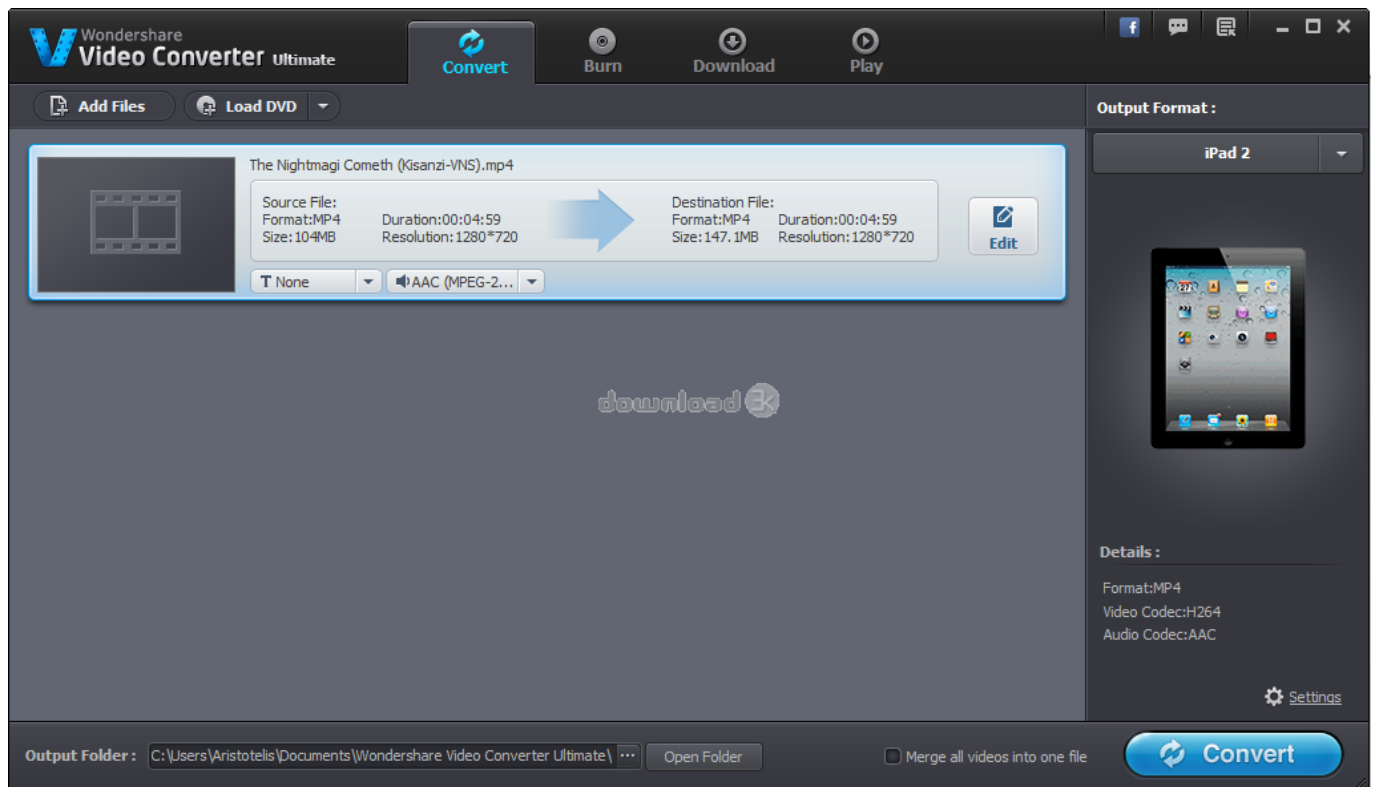 Wondershare
Video Converter Ultimate
Convert
Burn
Download
Play
Add Files
Load DVD
Output Format :
iPad 2
The Nightmagi Cometh (Kisanzi-VNS).mp4
Source File:
Format:MP4 Duration:00:04:59
Size:104MB Resolution:1280*720
Destination File:
Format:MP4 Duration:00:04:59
Size:147.1MB Resolution:1280*720
Edit
T None
AAC (MPEG-2...
download 3k
Details :
Format:MP4
Video Codec:H264
Audio Codec:AAC
Settings
Output Folder : C:\Users\Aristotelis\Documents\Wondershare Video Converter Ultimate\ ...
Open Folder
Merge all videos into one file
Convert